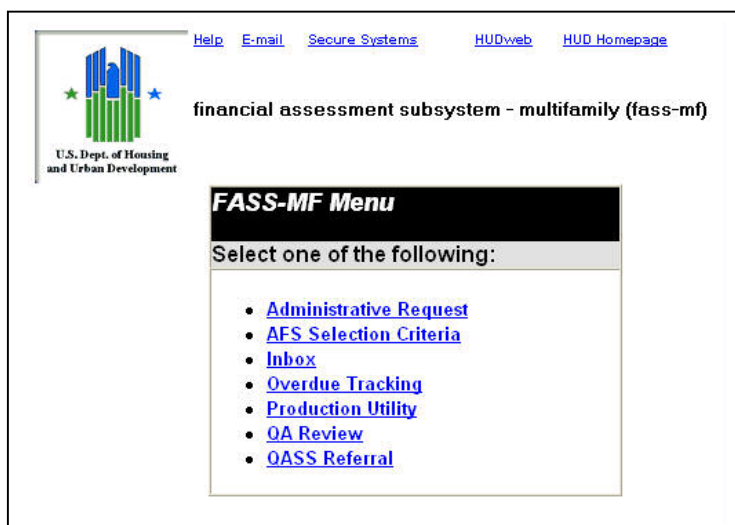 Help E-mail Secure Systems HUDweb HUD Homepage
financial assessment subsystem - multifamily (fass-mf)
U.S. Dept. of Housing
and Urban Development
FASS-MF Menu
Select one of the following:
Administrative Request
AFS Selection Criteria
Inbox
Overdue Tracking
Production Utility
QA Review
QASS Referral